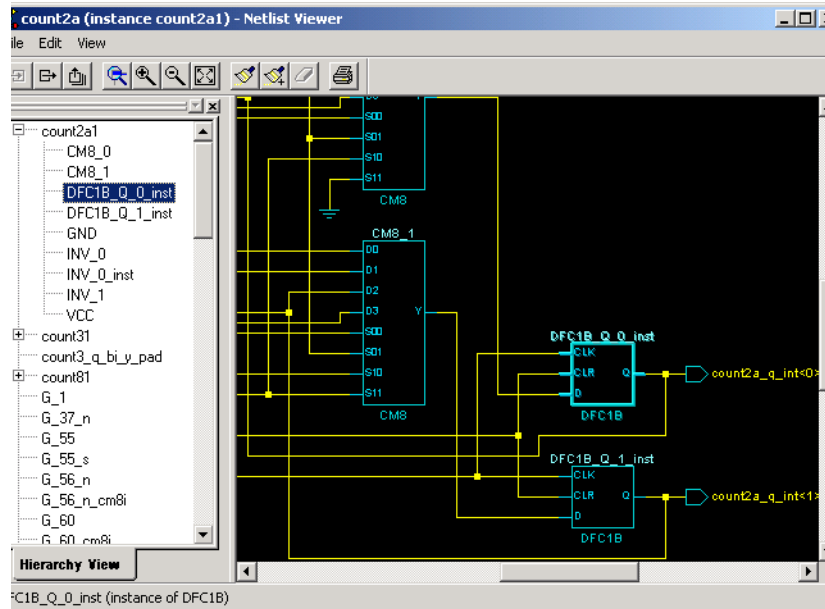 count2a (instance count2a1) - Netlist Viewer
ile Edit View
count2a1
CM8_0
CM8_1
DFC1B_Q_0_inst
DFC1B_Q_1_inst
GND
INV_0
INV_0_inst
INV_1
VCC
count31
count3_q_bi_y_pad
count81
G_1
G_37_n
G_55
G_55_s
G_56_n
G_56_n_cm8i
G_60
G_60_cm8i
Hierarchy View
D3 Y
S00
S01
S10
S11
CM8
CM8_1
D0
D1
D2
D3 Y
S00
S01
S10
S11
CM8
DFC1B_Q_0_inst
CLK
CLR Q
D
DFC1B
count2a_q_int<0>
DFC1B_Q_1_inst
CLK
CLR Q
D
DFC1B
count2a_q_int<1>
FC1B_Q_0_inst (instance of DFC1B)